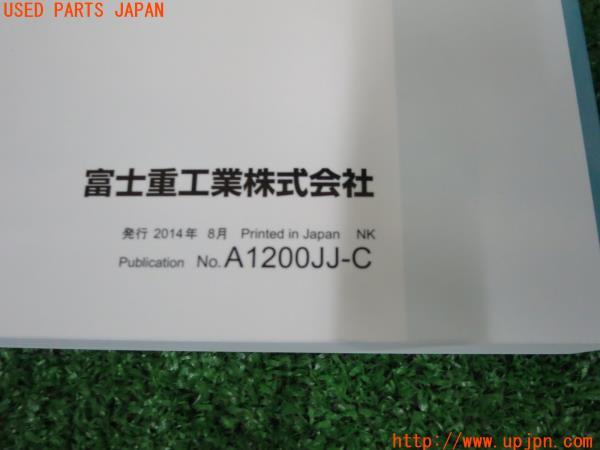 USED PARTS JAPAN
富士重工業株式会社
発行 2014年 8月 Printed in Japan NK
Publication No. A1200JJ-C
http://www.upjpn.com/